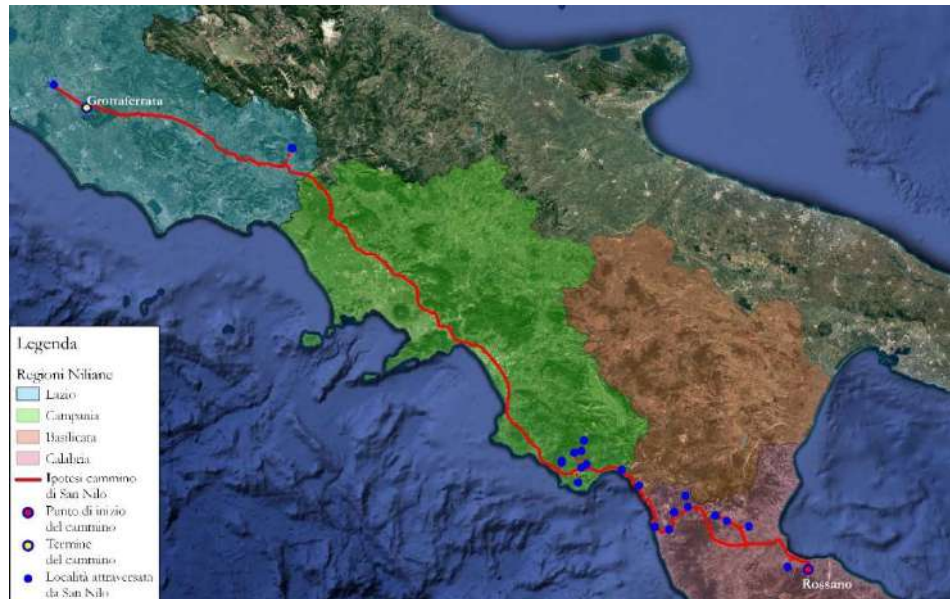 Grottaferrata
Legenda
Regioni Niliane
Lazio
Campania
Basilicata
Calabria
Ipotesi cammino
di San Nilo
Punto di inizio
del cammino
Termine
del cammino
Località attraversata
da San Nilo
Rossano